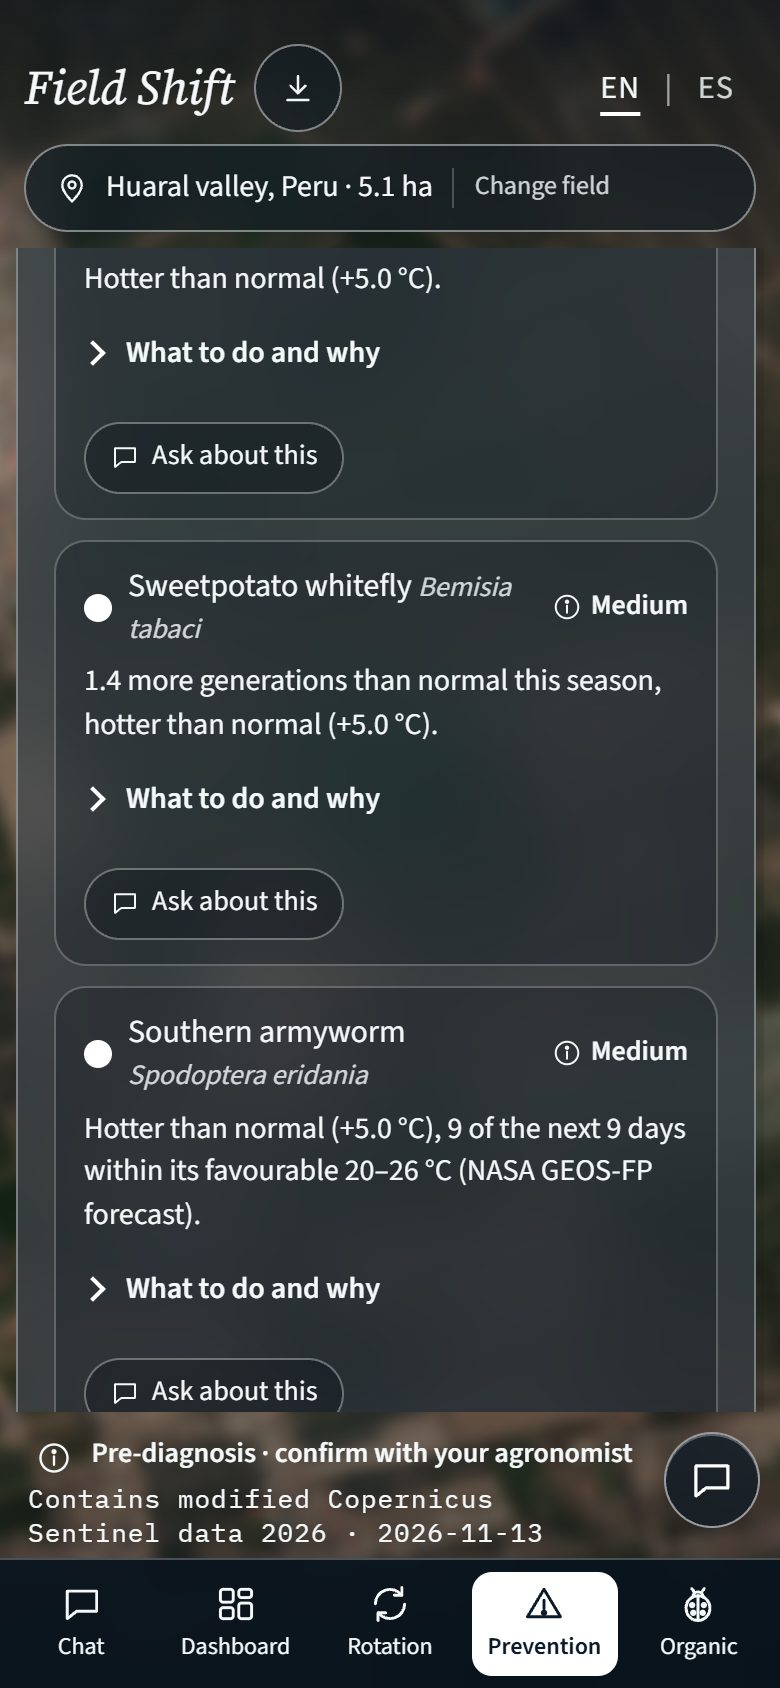 Field Shift
EN | ES
Huaral valley, Peru · 5.1 ha | Change field
Hotter than normal (+5.0 °C).
What to do and why
Ask about this
Sweetpotato whitefly Bemisia
tabaci
Medium
1.4 more generations than normal this season,
hotter than normal (+5.0 °C).
What to do and why
Ask about this
Southern armyworm
Spodoptera eridania
Medium
Hotter than normal (+5.0 °C), 9 of the next 9 days
within its favourable 20–26 °C (NASA GEOS-FP
forecast).
What to do and why
Ask about this
Pre-diagnosis · confirm with your agronomist
Contains modified Copernicus
Sentinel data 2026 · 2026-11-13
Chat
Dashboard
Rotation
Prevention
Organic